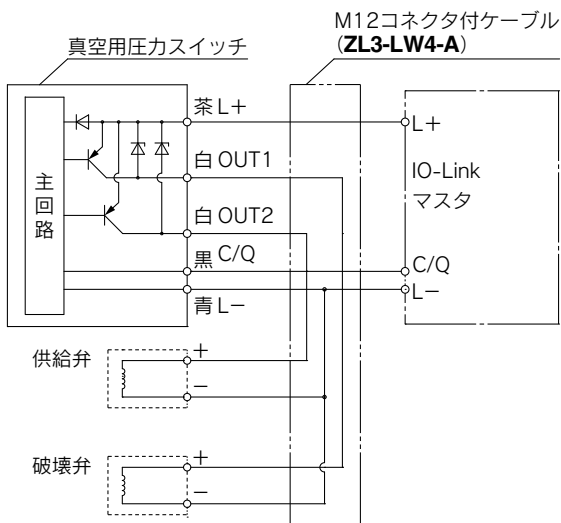 M12コネクタ付ケーブル
(ZL3-LW4-A)
真空用圧力スイッチ
主回路
茶 L+
白 OUT1
白 OUT2
黒 C/Q
青 L−
L+
IO-Link
マスタ
C/Q
L−
供給弁
+
−
破壊弁
+
−